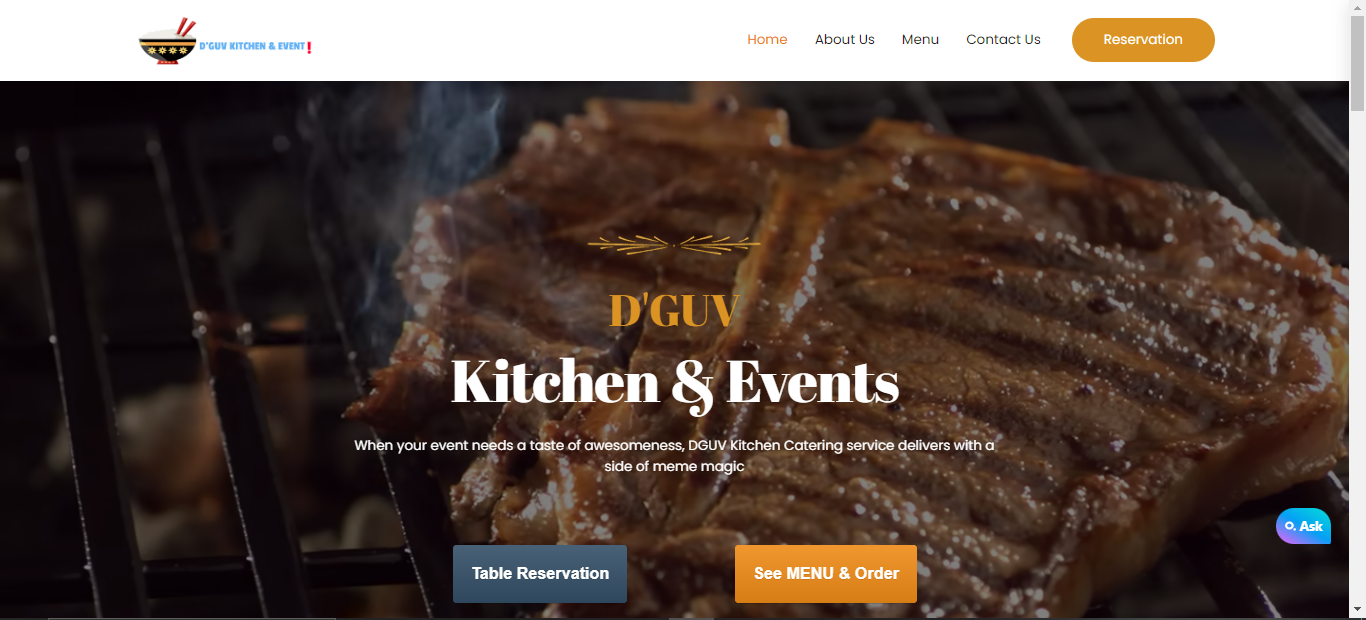 D'GUV KITCHEN & EVENT!
Home
About Us
Menu
Contact Us
Reservation
D'GUV
Kitchen & Events
When your event needs a taste of awesomeness, DGUV Kitchen Catering service delivers with a
side of meme magic
Ask
Table Reservation
See MENU & Order